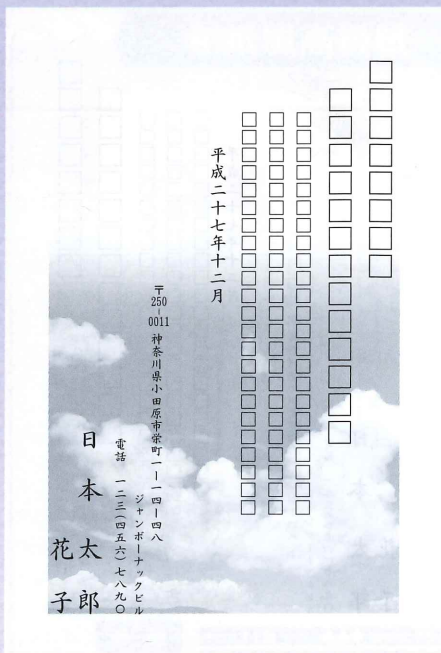 □□□□□□□□
□□□□□□□□□□□□□
□□□□□□□□□□□□□□□□□□□□□□□
□□□□□□□□□□□□□□□□□□□□□□□
□□□□□□□□□□□□□□□□□□□□□□□
平成二十七年十二月
〒250-0011 神奈川県小田原市栄町一ー一四ー四八
ジャンボーナックビル
電話 一二三(四五六)七八九〇
日本太郎
花子